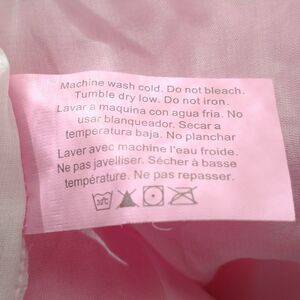 Machine wash cold. Do not bleach.
Tumble dry low. Do not iron.
Lavar a maquina con agua fria. No
usar blanqueador. Secar a
temperatura baja. No planchar
Laver avec machine l'eau froide.
Ne pas javelliser. Sécher à basse
température. Ne pas repasser.
30°C